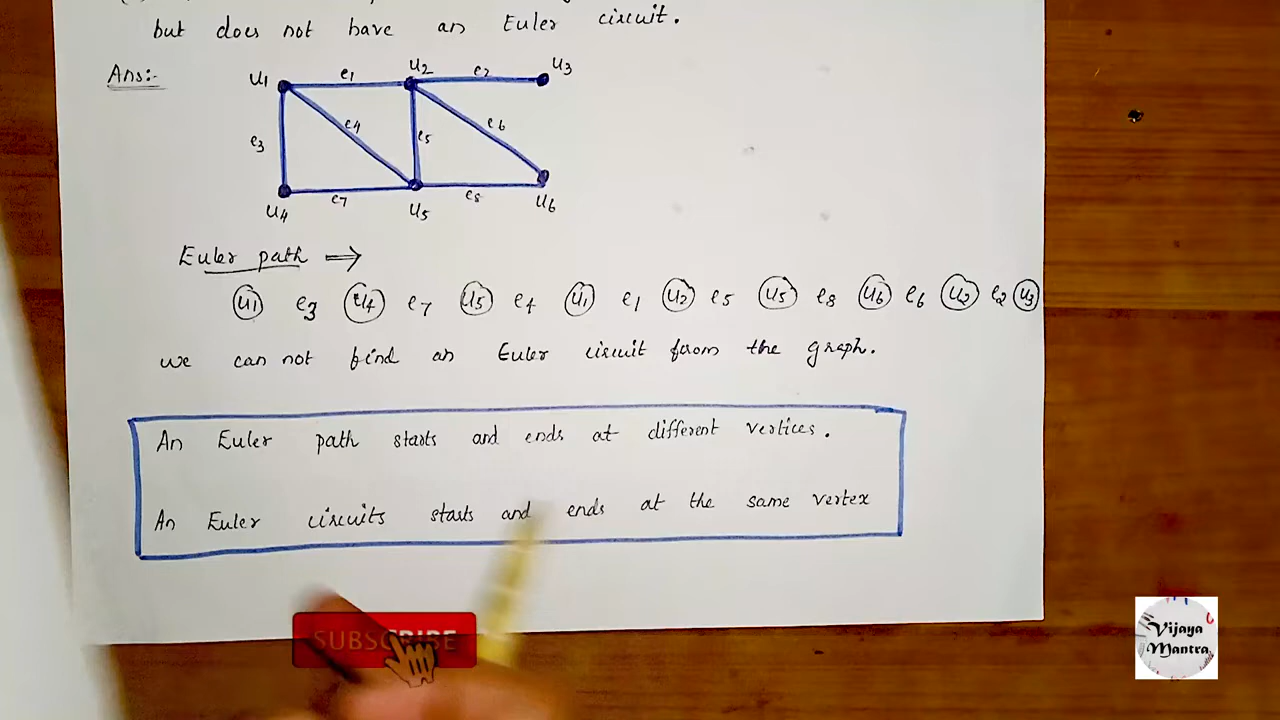 but does not have an Euler circuit.
Ans:-
u1 e1 u2 e2 u3
e3 e4 e5 e6
u4 e7 u5 e8 u6
Euler path ⇒
u1 e3 u4 e7 u5 e4 u1 e1 u2 e5 u5 e8 u6 e6 u2 e2 u3
we can not find an Euler circuit from the graph.
An Euler path starts and ends at different vertices.
An Euler circuits starts and ends at the same vertex
SUBSCRIBE
Vijaya
Mantra